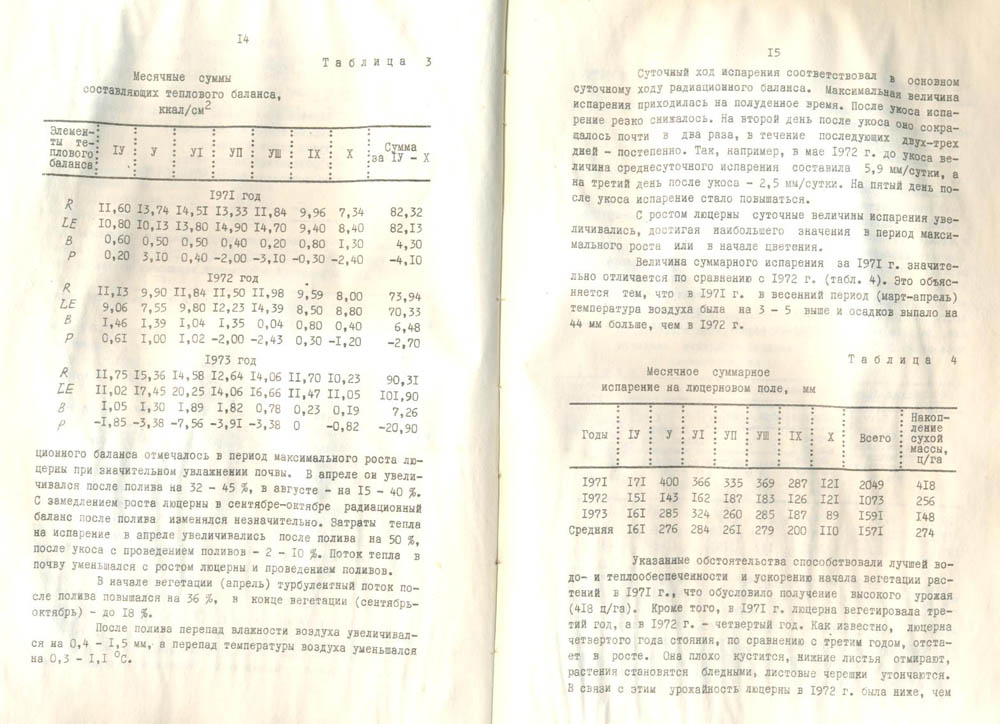 I4
Т а б л и ц а 3
Месячные суммы
составляющих теплового баланса,
ккал/см2
Элемен-
ты те-
плового
баланса: IУ : У : УI : УП : УШ : IX : X : Сумма за IУ - X
I97I год
R II,60 I3,74 I4,5I I3,33 II,84 9,96 7,34 82,32
LE I0,80 I0,I3 I3,80 I4,90 I4,70 9,40 8,40 82,I3
B 0,60 0,50 0,50 0,40 0,20 0,80 I,30 4,30
P 0,20 3,I0 0,40 -2,00 -3,I0 -0,30 -2,40 -4,I0
I972 год
R II,I3 9,90 II,84 II,50 II,98 9,59 8,00 73,94
LE 9,06 7,55 9,80 I2,23 I4,39 8,50 8,80 70,33
B I,46 I,39 I,04 I,35 0,04 0,80 0,40 6,48
P 0,6I I,00 I,02 -2,00 -2,43 0,30 -I,20 -2,70
I973 год
R II,75 I5,36 I4,58 I2,64 I4,06 II,70 I0,23 90,3I
LE II,02 I7,45 20,25 I4,06 I6,66 II,47 II,05 I0I,90
B I,05 I,30 I,89 I,82 0,78 0,23 0,I9 7,26
P -I,85 -3,38 -7,56 -3,9I -3,38 0 -0,82 -20,90
ционного баланса отмечалось в период максимального роста лю-
церны при значительном увлажнении почвы. В апреле он увели-
чивался после полива на 32 - 45 %, в августе - на I5 - 40 %.
С замедлением роста люцерны в сентябре-октябре радиационный
баланс после полива изменялся незначительно. Затраты тепла
на испарение в апреле увеличивались после полива на 50 %,
после укоса с проведением поливов - 2 - I0 %. Поток тепла в
почву уменьшался с ростом люцерны и проведением поливов.
В начале вегетации (апрель) турбулентный поток по-
сле полива повышался на 36 %, в конце вегетации (сентябрь-
октябрь) - до I8 %.
После полива перепад влажности воздуха увеличивал-
ся на 0,4 - I,5 мм, а перепад температуры воздуха уменьшался
на 0,3 - I,I °С.
I5
Суточный ход испарения соответствовал в основном
суточному ходу радиационного баланса. Максимальная величина
испарения приходилась на полуденное время. После укоса испа-
рение резко снижалось. На второй день после укоса оно сокра-
щалось почти в два раза, в течение последующих двух-трех
дней - постепенно. Так, например, в мае I972 г. до укоса ве-
личина среднесуточного испарения составила 5,9 мм/сутки, а
на третий день после укоса - 2,5 мм/сутки. На пятый день по-
сле укоса испарение стало повышаться.
С ростом люцерны суточные величины испарения уве-
личивались, достигая наибольшего значения в период макси-
мального роста или в начале цветения.
Величина суммарного испарения за I97I г. значите-
льно отличается по сравнению с I972 г. (табл. 4). Это объяс-
няется тем, что в I97I г. в весенний период (март-апрель)
температура воздуха была на 3 - 5 выше и осадков выпало на
44 мм больше, чем в I972 г.
Т а б л и ц а 4
Месячное суммарное
испарение на люцерновом поле, мм
Годы : IУ : У : УI : УП : УШ : IX : X : Всего : Накоп-
ление
сухой
массы,
ц/га
I97I I7I 400 366 335 369 287 I2I 2049 4I8
I972 I5I I43 I62 I87 I83 I26 I2I I073 256
I973 I6I 285 324 260 285 I87 89 I59I I48
Средняя I6I 276 284 26I 279 200 II0 I57I 274
Указанные обстоятельства способствовали лучшей во-
до- и теплообеспеченности и ускорению начала вегетации рас-
тений в I97I г., что обусловило получение высокого урожая
(4I8 ц/га). Кроме того, в I97I г. люцерна вегетировала тре-
тий год, а в I972 г. - четвертый год. Как известно, люцерна
четвертого года стояния, по сравнению с третим годом, отста-
ет в росте. Она плохо кустится, нижние листья отмирают,
растения становятся бледными, листовые черешки утончаются.
В связи с этим урожайность люцерны в I972 г. была ниже, чем